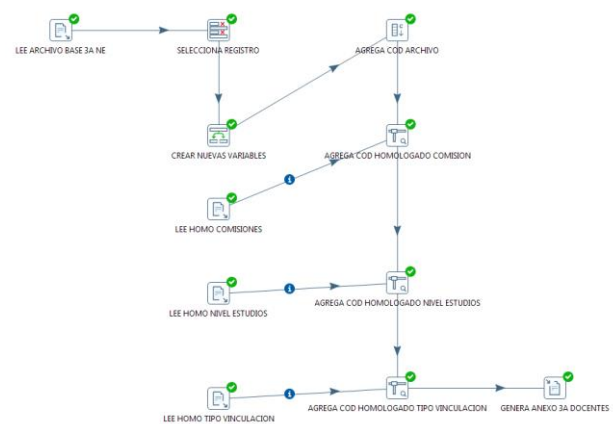 LEE ARCHIVO BASE 3A NE
SELECCIONA REGISTRO
AGREGA COD ARCHIVO
CREAR NUEVAS VARIABLES
AGREGA COD HOMOLOGADO COMISION
LEE HOMO COMISIONES
LEE HOMO NIVEL ESTUDIOS
AGREGA COD HOMOLOGADO NIVEL ESTUDIOS
LEE HOMO TIPO VINCULACION
AGREGA COD HOMOLOGADO TIPO VINCULACION
GENERA ANEXO 3A DOCENTES